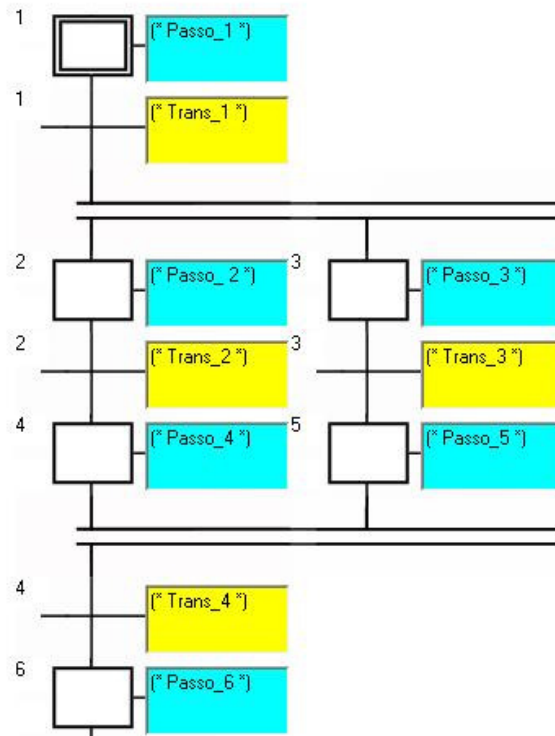 1 (* Passo_1 *)
1 (* Trans_1 *)
2 (* Passo_ 2 *) 3 (* Passo_3 *)
2 (* Trans_2 *) 3 (* Trans_3 *)
4 (* Passo_4 *) 5 (* Passo_5 *)
4 (* Trans_4 *)
6 (* Passo_6 *)